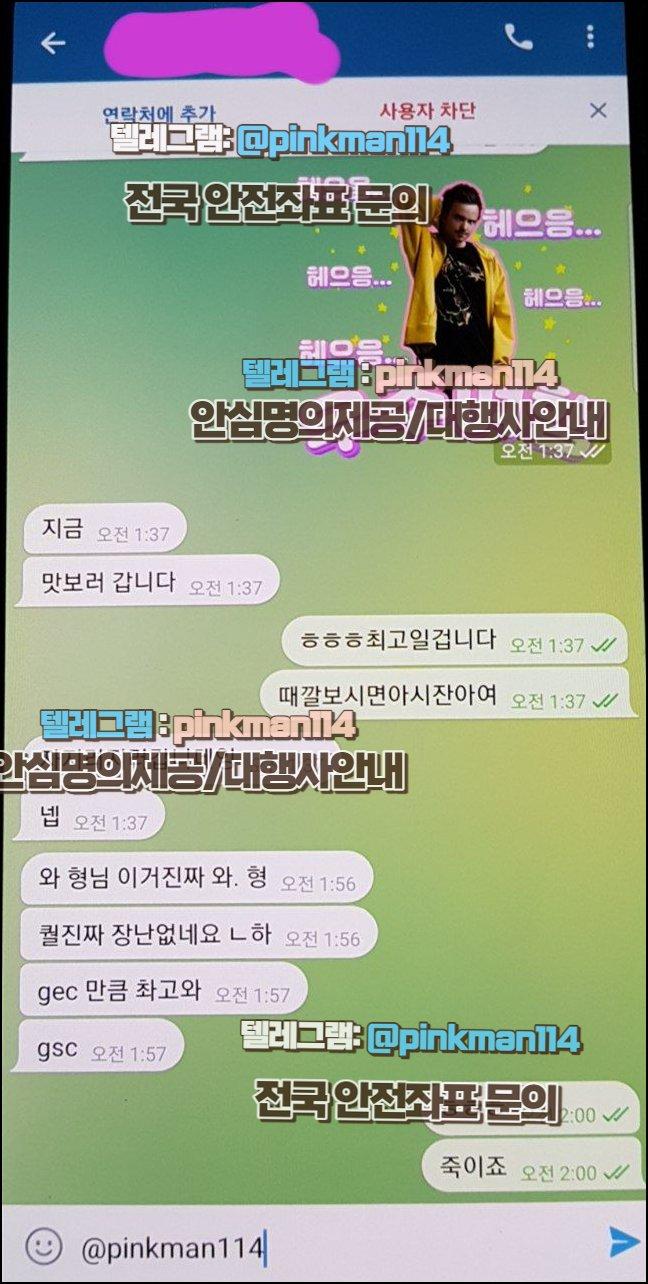 연락처에 추가
사용자 차단
텔레그램: @pinkman114
전국 안전좌표 문의
헤으응...
헤으응...
헤으응...
헤으응...
헤으응...
텔레그램 : pinkman114
안심명의제공/대행사안내
오전 1:37
지금 오전 1:37
맛보러 갑니다 오전 1:37
ㅎㅎㅎ최고일겁니다 오전 1:37
때깔보시면아시잔아여 오전 1:37
텔레그램 : pinkman114
안심명의제공/대행사안내
넵 오전 1:37
와 형님 이거진짜 와. 형 오전 1:56
퀄진짜 장난없네요 ㄴ하 오전 1:56
gec 만큼 촤고와 오전 1:57
gsc 오전 1:57
텔레그램: @pinkman114
전국 안전좌표 문의
2:00
죽이죠 오전 2:00
@pinkman114